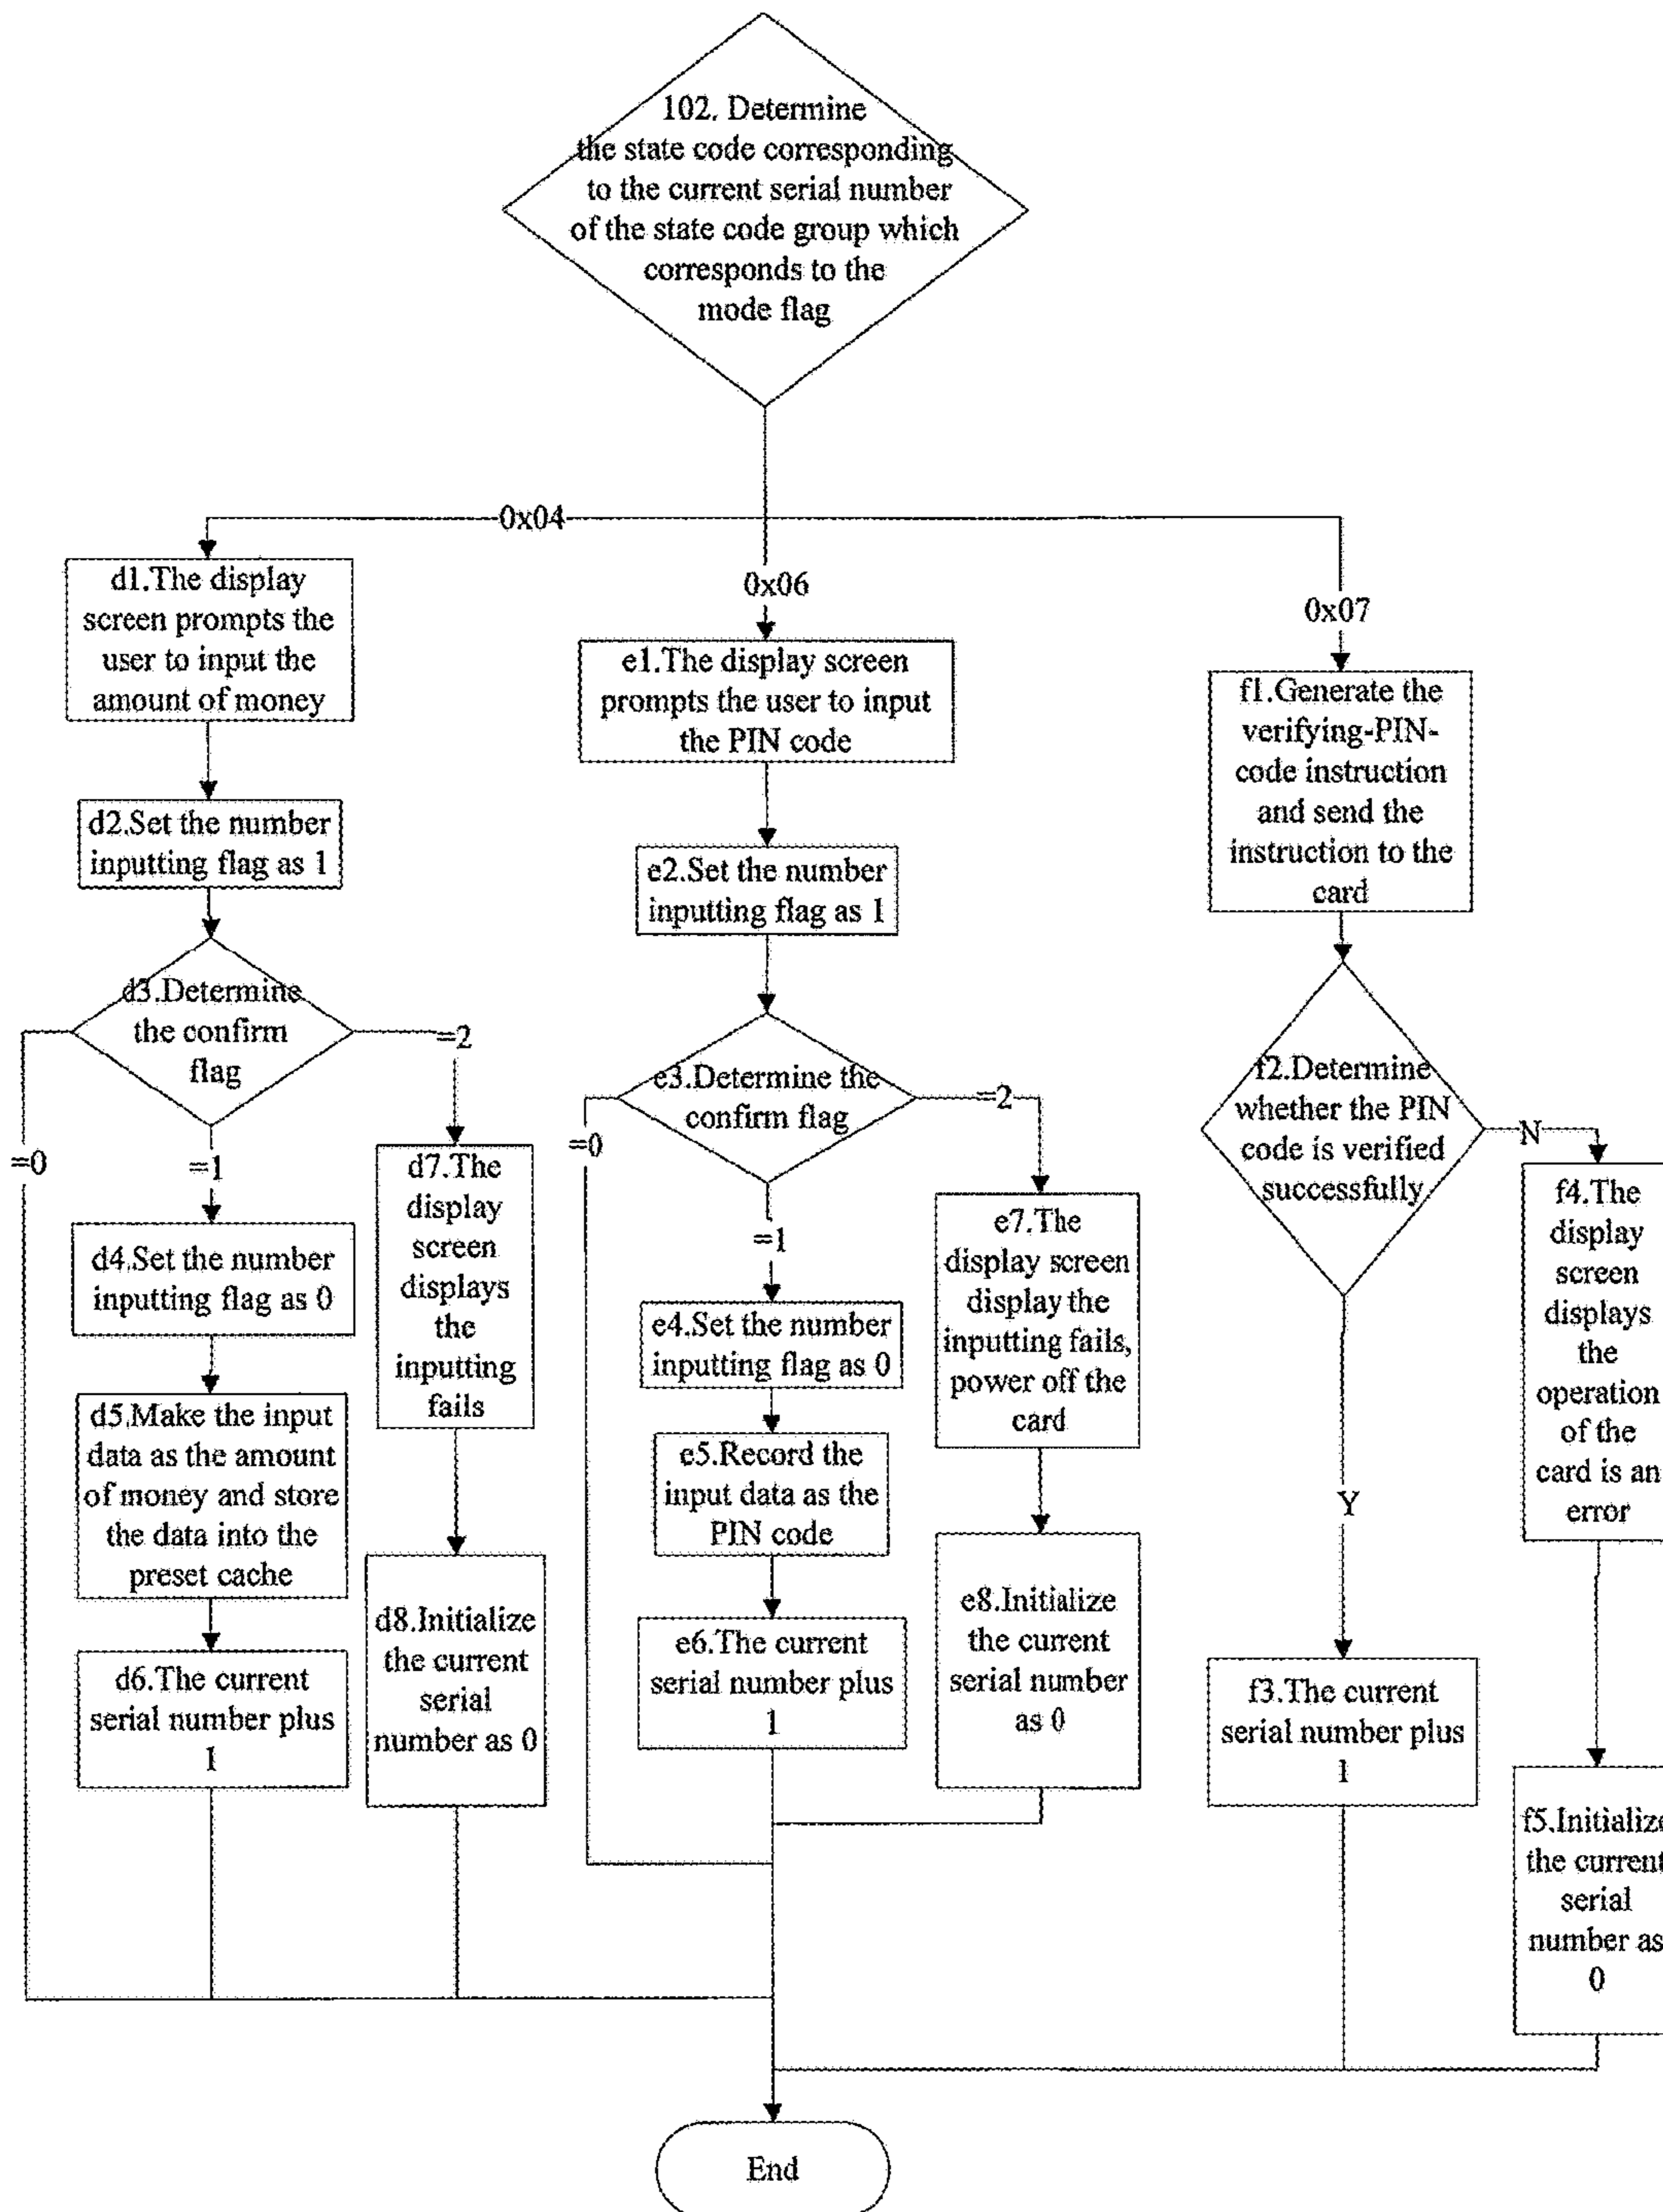 102. Determine
the state code corresponding
to the current serial number
of the state code group which
corresponds to the
mode flag
0x04
0x06
0x07
d1.The display
screen prompts the
user to input the
amount of money
d2.Set the number
inputting flag as 1
d3.Determine
the confirm
flag
=0
=1
=2
d4.Set the number
inputting flag as 0
d5.Make the input
data as the amount
of money and store
the data into the
preset cache
d6.The current
serial number plus
1
d7.The
display
screen
displays
the
inputting
fails
d8.Initialize
the current
serial
number as 0
e1.The display screen
prompts the user to input
the PIN code
e2.Set the number
inputting flag as 1
e3.Determine the
confirm flag
=0
=1
=2
e4.Set the number
inputting flag as 0
e5.Record the
input data as the
PIN code
e6.The current
serial number plus
1
e7.The
display screen
display the
inputting fails,
power off the
card
e8.Initialize
the current
serial number
as 0
f1.Generate the
verifying-PIN-
code instruction
and send the
instruction to the
card
f2.Determine
whether the PIN
code is verified
successfully
N
Y
f3.The current
serial number plus
1
f4.The
display
screen
displays
the
operation
of the
card is an
error
f5.Initialize
the current
serial
number as
0
End